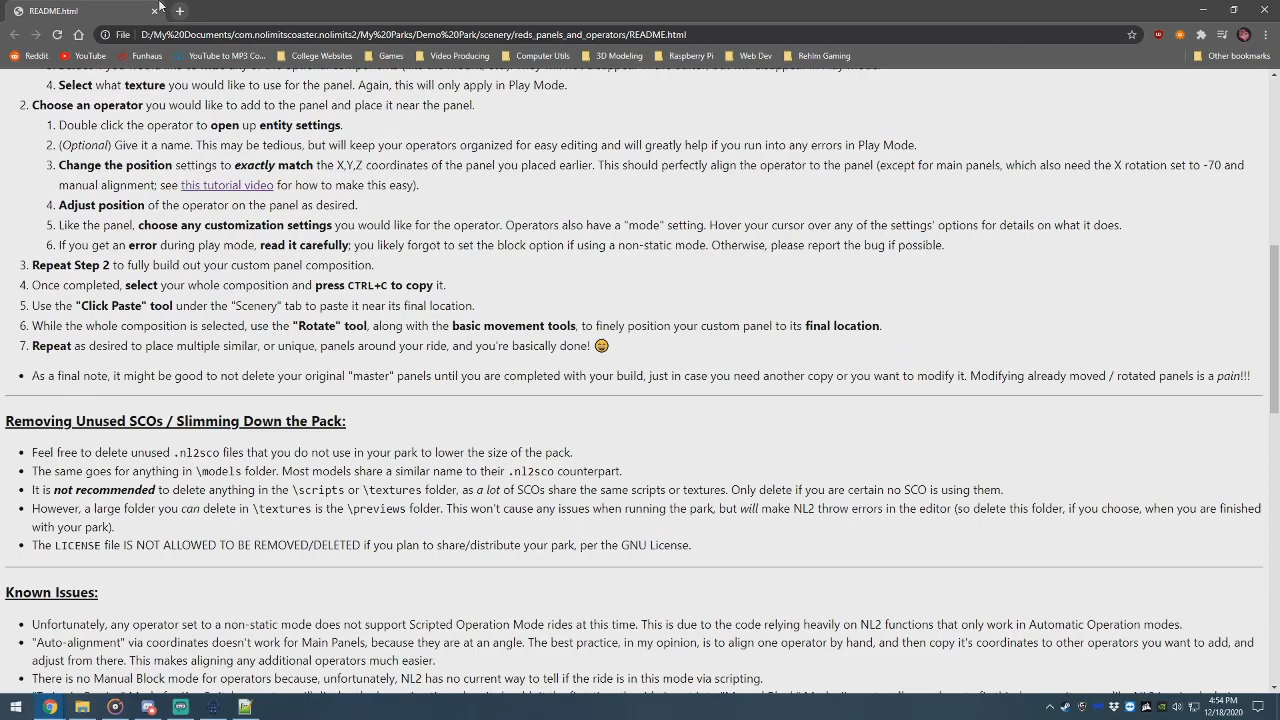 README.html
File D:/My%20Documents/com.nolimitscoaster.nolimits2/My%20Parks/Demo%20Park/scenery/reds_panels_and_operators/README.html
Reddit YouTube Funhaus YouTube to MP3 Co... College Websites Games Video Producing Computer Utils 3D Modeling Raspberry Pi Web Dev Rehlm Gaming Other bookmarks
4. Select what texture you would like to use for the panel. Again, this will only apply in Play Mode.
2. Choose an operator you would like to add to the panel and place it near the panel.
1. Double click the operator to open up entity settings.
2. (Optional) Give it a name. This may be tedious, but will keep your operators organized for easy editing and will greatly help if you run into any errors in Play Mode.
3. Change the position settings to exactly match the X,Y,Z coordinates of the panel you placed earlier. This should perfectly align the operator to the panel (except for main panels, which also need the X rotation set to -70 and
manual alignment; see this tutorial video for how to make this easy).
4. Adjust position of the operator on the panel as desired.
5. Like the panel, choose any customization settings you would like for the operator. Operators also have a "mode" setting. Hover your cursor over any of the settings' options for details on what it does.
6. If you get an error during play mode, read it carefully; you likely forgot to set the block option if using a non-static mode. Otherwise, please report the bug if possible.
3. Repeat Step 2 to fully build out your custom panel composition.
4. Once completed, select your whole composition and press CTRL+C to copy it.
5. Use the "Click Paste" tool under the "Scenery" tab to paste it near its final location.
6. While the whole composition is selected, use the "Rotate" tool, along with the basic movement tools, to finely position your custom panel to its final location.
7. Repeat as desired to place multiple similar, or unique, panels around your ride, and you're basically done! 😄
• As a final note, it might be good to not delete your original "master" panels until you are completed with your build, just in case you need another copy or you want to modify it. Modifying already moved / rotated panels is a pain!!!
Removing Unused SCOs / Slimming Down the Pack:
• Feel free to delete unused .nl2sco files that you do not use in your park to lower the size of the pack.
• The same goes for anything in \models folder. Most models share a similar name to their .nl2sco counterpart.
• It is not recommended to delete anything in the \scripts or \textures folder, as a lot of SCOs share the same scripts or textures. Only delete if you are certain no SCO is using them.
• However, a large folder you can delete in \textures is the \previews folder. This won't cause any issues when running the park, but will make NL2 throw errors in the editor (so delete this folder, if you choose, when you are finished
with your park).
• The LICENSE file IS NOT ALLOWED TO BE REMOVED/DELETED if you plan to share/distribute your park, per the GNU License.
Known Issues:
• Unfortunately, any operator set to a non-static mode does not support Scripted Operation Mode rides at this time. This is due to the code relying heavily on NL2 functions that only work in Automatic Operation modes.
• "Auto-alignment" via coordinates doesn't work for Main Panels, because they are at an angle. The best practice, in my opinion, is to align one operator by hand, and then copy it's coordinates to other operators you want to add, and
adjust from there. This makes aligning any additional operators much easier.
• There is no Manual Block mode for operators because, unfortunately, NL2 has no current way to tell if the ride is in this mode via scripting.
4:54 PM
12/18/2020